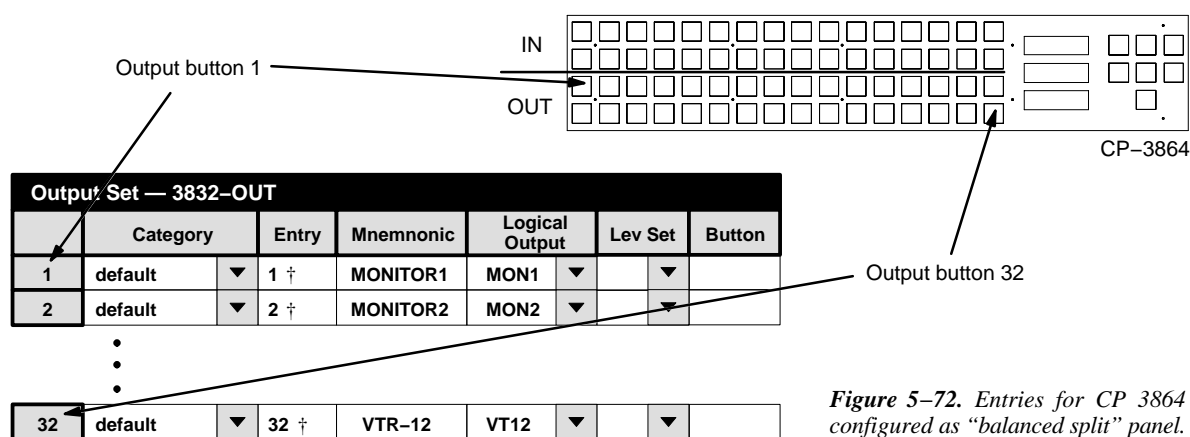 IN
Output button 1
OUT
CP−3864
Output Set — 3832−OUT
Category Entry Mnemnonic Logical Output Lev Set Button
1 default 1 † MONITOR1 MON1
2 default 2 † MONITOR2 MON2
Output button 32
32 default 32 † VTR−12 VT12
Figure 5−72. Entries for CP 3864
configured as “balanced split” panel.